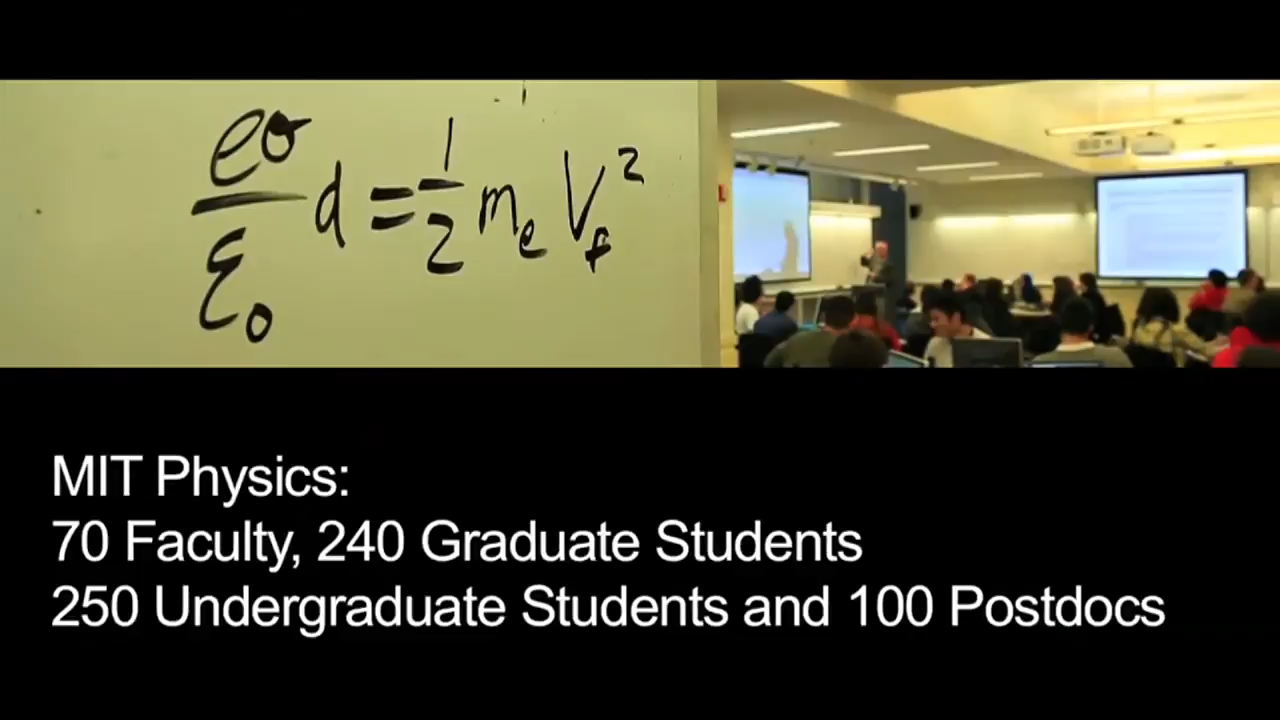 eσ/ε₀ d = 1/2 mₑ V_f²
MIT Physics:
70 Faculty, 240 Graduate Students
250 Undergraduate Students and 100 Postdocs